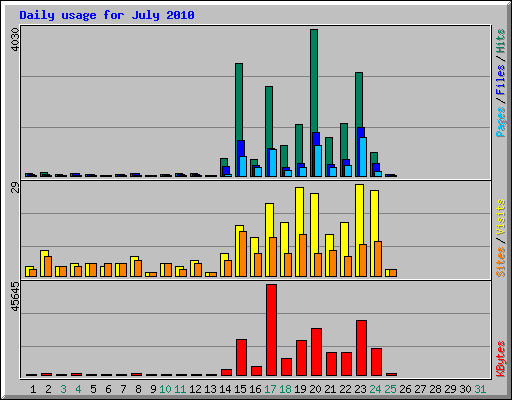 Daily usage for July 2010
4030
Pages / Files / Hits
29
Sites / Visits
45645
KBytes
1 2 3 4 5 6 7 8 9 10 11 12 13 14 15 16 17 18 19 20 21 22 23 24 25 26 27 28 29 30 31